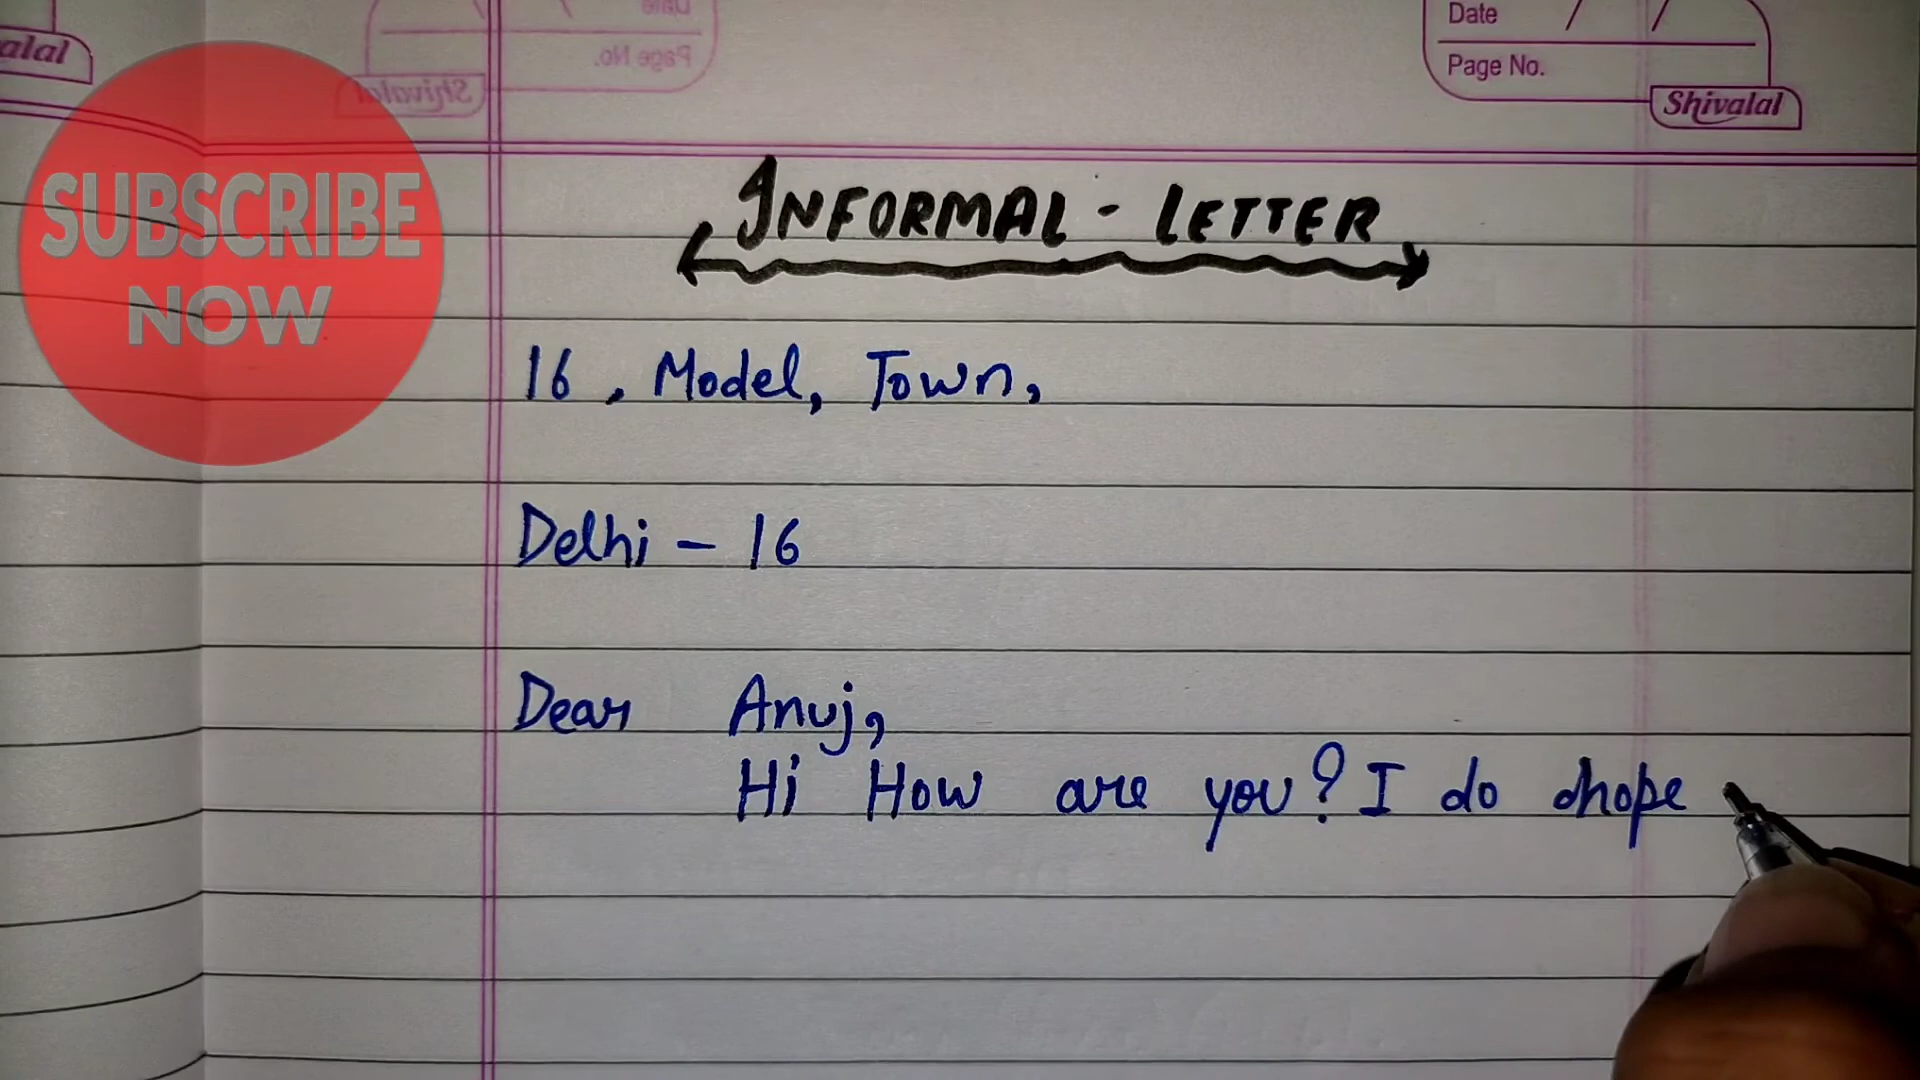 alal
Date / /
Page No.
Shivalal
SUBSCRIBE
NOW
INFORMAL - LETTER
16, Model, Town,
Delhi - 16
Dear Anuj,
Hi How are you? I do hope